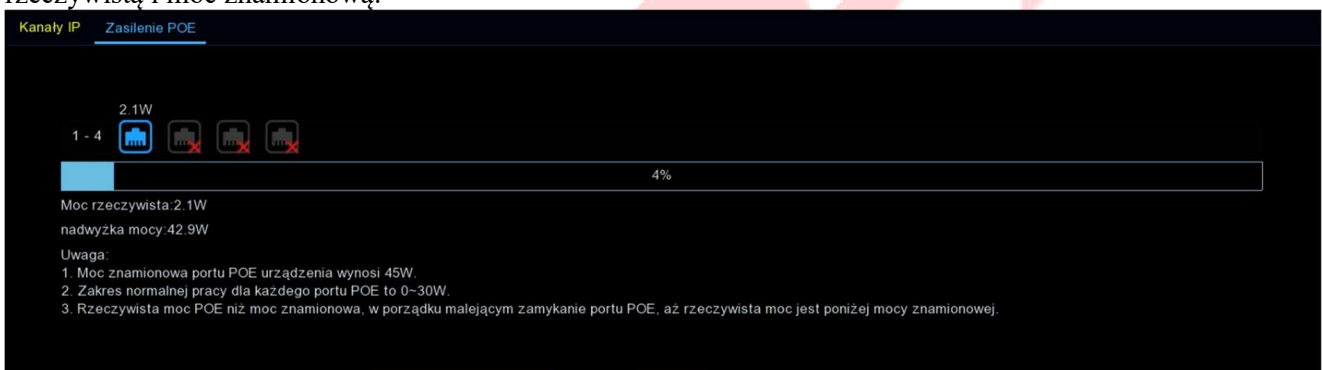 rzeczywistą i moc znamionową.
Kanały IP Zasilenie POE
2.1W
1 - 4
4%
Moc rzeczywista:2.1W
nadwyżka mocy:42.9W
Uwaga:
1. Moc znamionowa portu POE urządzenia wynosi 45W.
2. Zakres normalnej pracy dla każdego portu POE to 0~30W.
3. Rzeczywista moc POE niż moc znamionowa, w porządku malejącym zamykanie portu POE, aż rzeczywista moc jest poniżej mocy znamionowej.